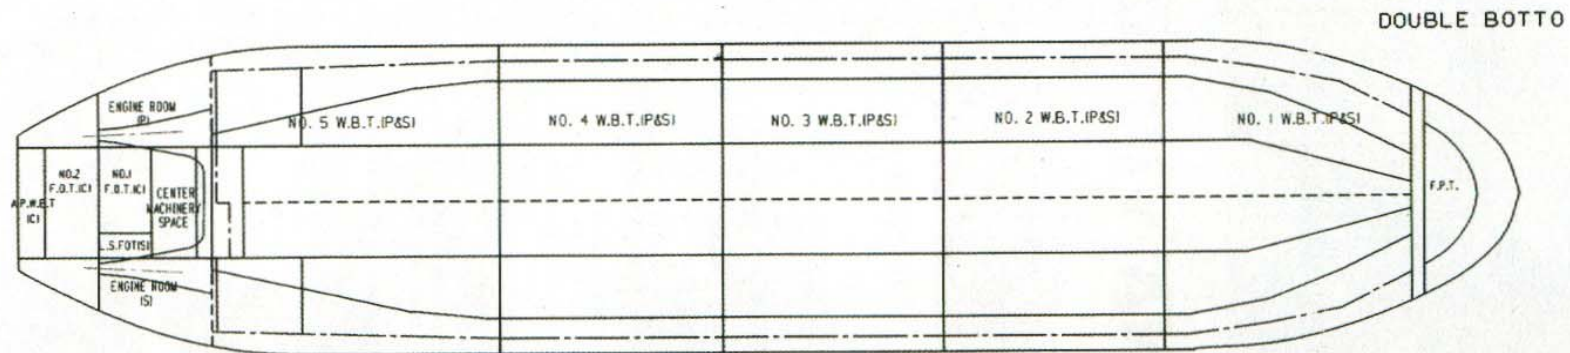 DOUBLE BOTTO
ENGINE ROOM
(P)
NO. 5 W.B.T.(P&S)
NO. 4 W.B.T.(P&S)
NO. 3 W.B.T.(P&S)
NO. 2 W.B.T.(P&S)
NO. 1 W.B.T.(P&S)
A.P.W.B.T
(C)
NO.2
F.O.T.(C)
NO.1
F.O.T.(C)
CENTER
MACHINERY
SPACE
F.P.T.
L.S.FOT(S)
ENGINE ROOM
(S)